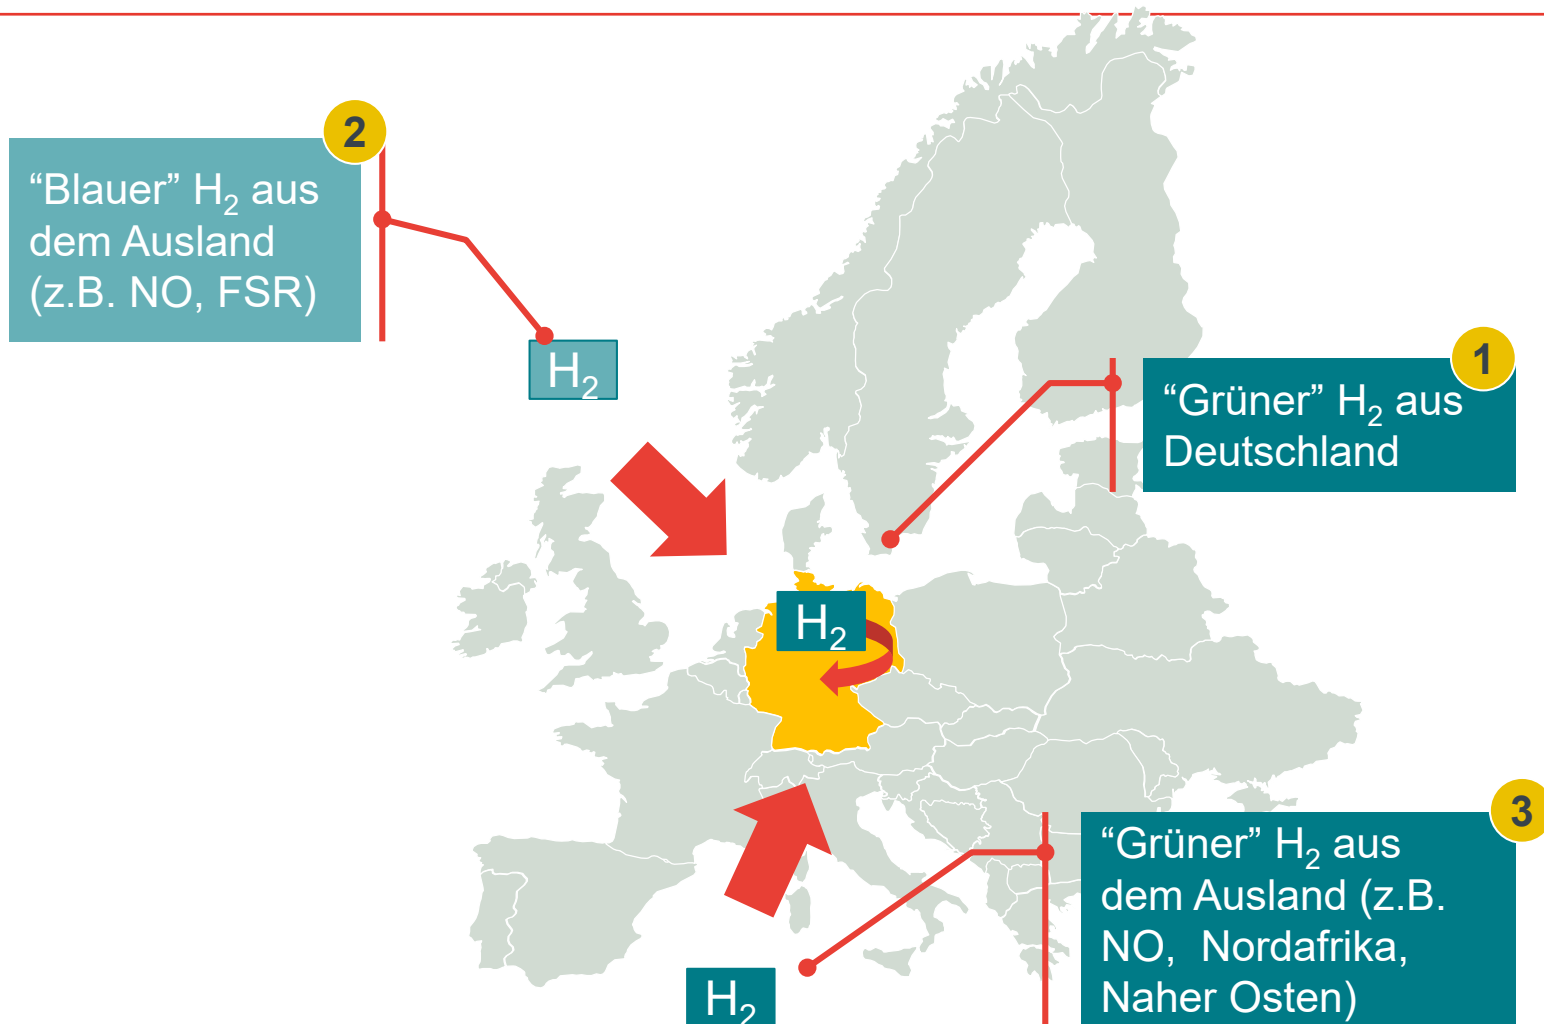 2
“Blauer” H₂ aus
dem Ausland
(z.B. NO, FSR)
H₂
1
“Grüner” H₂ aus
Deutschland
H₂
3
“Grüner” H₂ aus
dem Ausland (z.B.
NO, Nordafrika,
Naher Osten)
H₂